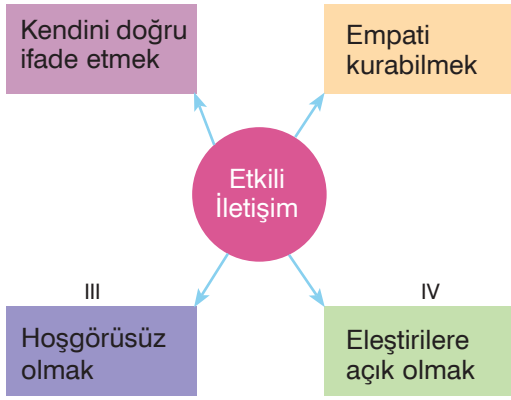 Kendini doğru
ifade etmek
Empati
kurabilmek
Etkili
İletişim
III
Hoşgörüsüz
olmak
IV
Eleştirilere
açık olmak